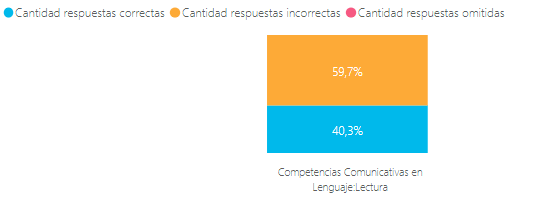 Cantidad respuestas correctas Cantidad respuestas incorrectas Cantidad respuestas omitidas
59,7%
40,3%
Competencias Comunicativas en
Lenguaje:Lectura